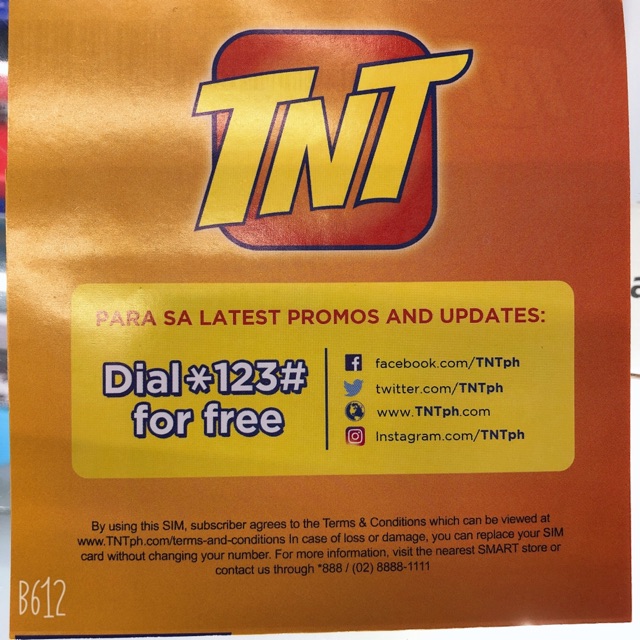 TNT
PARA SA LATEST PROMOS AND UPDATES:
Dial *123#
for free
facebook.com/TNTph
twitter.com/TNTph
www.TNTph.com
Instagram.com/TNTph
By using this SIM, subscriber agrees to the Terms & Conditions which can be viewed at
www.TNTph.com/terms-and-conditions In case of loss or damage, you can replace your SIM
card without changing your number. For more information, visit the nearest SMART store or
contact us through *888 / (02) 8888-1111
B612